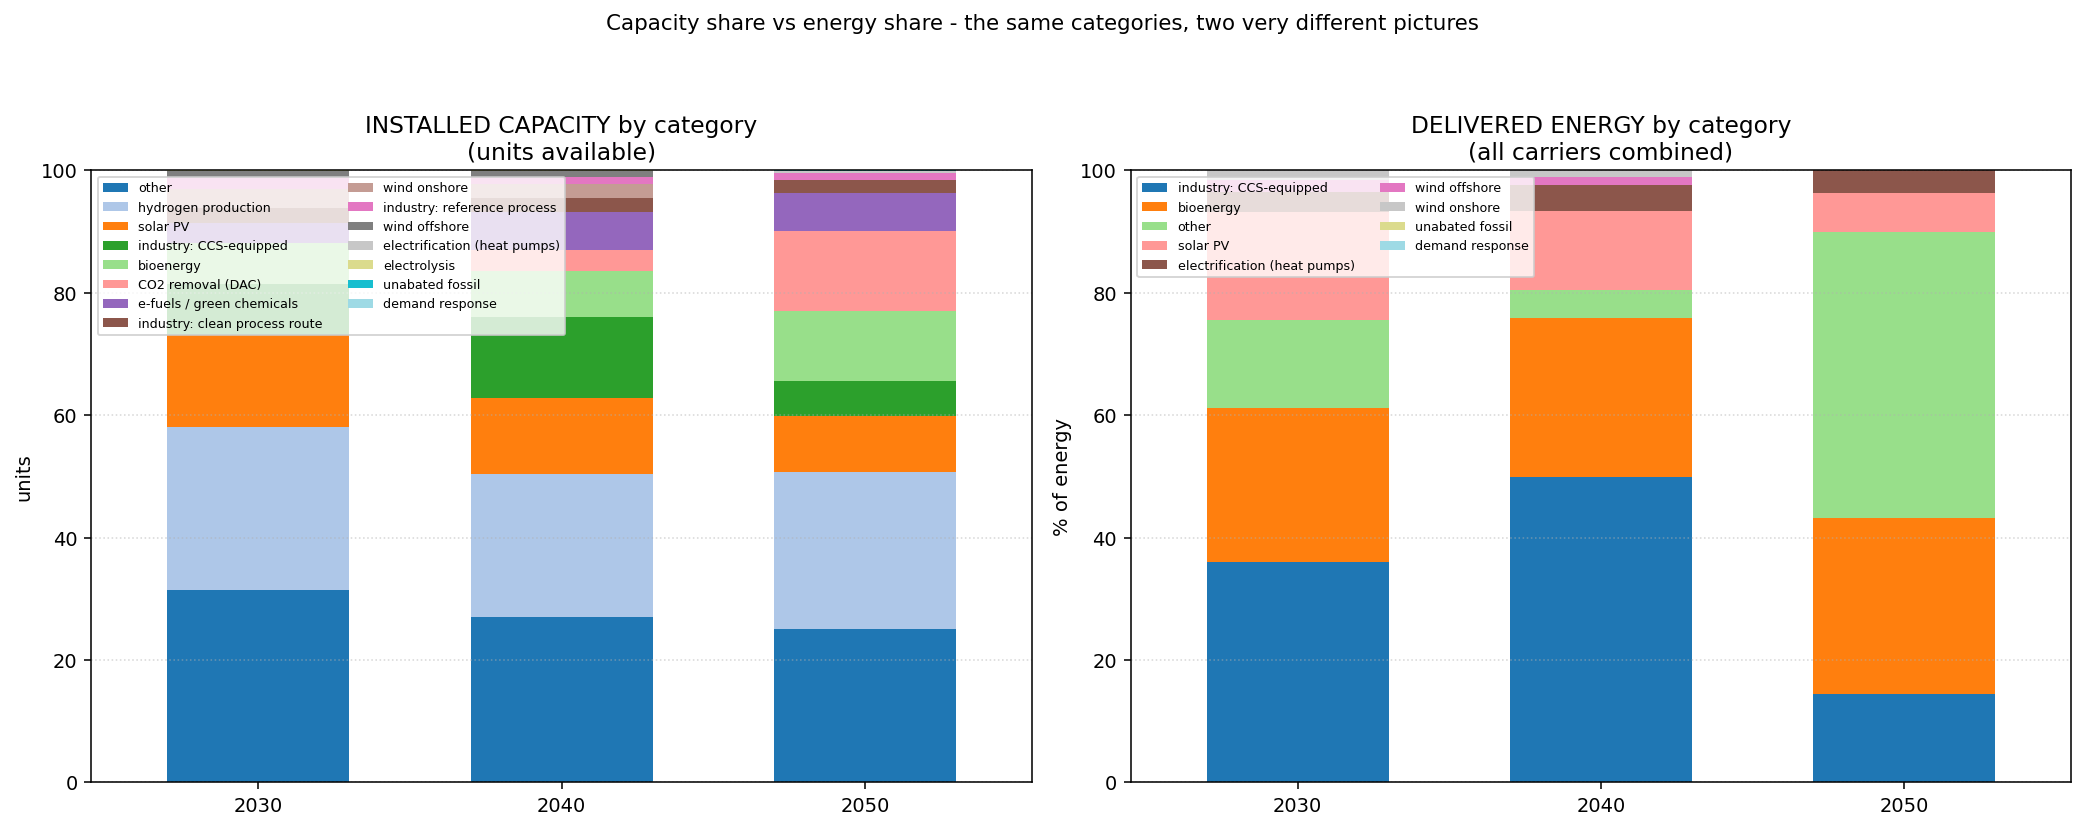 Capacity share vs energy share - the same categories, two very different pictures
INSTALLED CAPACITY by category
(units available)
units
100
80
60
40
20
0
2030
2040
2050
other
hydrogen production
solar PV
industry: CCS-equipped
bioenergy
CO2 removal (DAC)
e-fuels / green chemicals
industry: clean process route
wind onshore
industry: reference process
wind offshore
electrification (heat pumps)
electrolysis
unabated fossil
demand response
DELIVERED ENERGY by category
(all carriers combined)
% of energy
100
80
60
40
20
0
2030
2040
2050
industry: CCS-equipped
bioenergy
other
solar PV
electrification (heat pumps)
wind offshore
wind onshore
unabated fossil
demand response